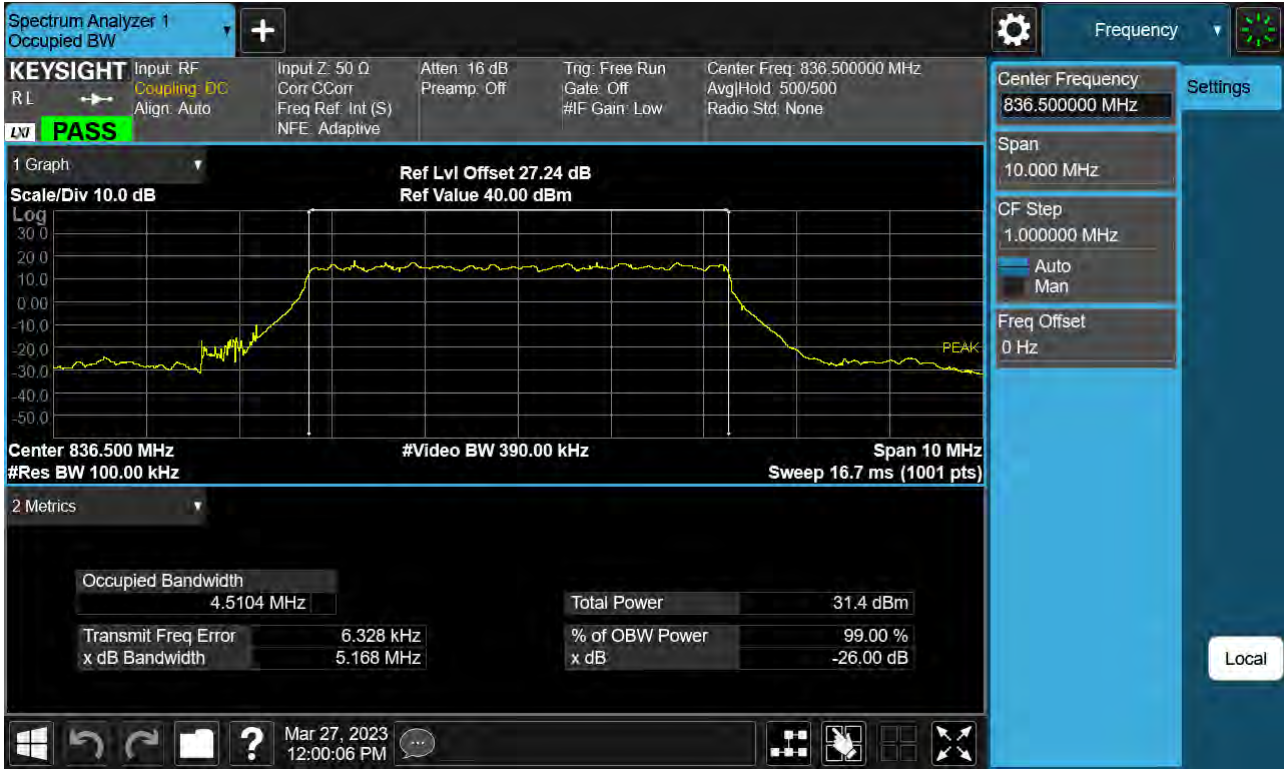 Spectrum Analyzer 1
Occupied BW
+
Frequency
KEYSIGHT
R L
LXI PASS
Input: RF
Coupling: DC
Align: Auto
Input Z: 50 Ω
Corr CCorr
Freq Ref: Int (S)
NFE: Adaptive
Atten: 16 dB
Preamp: Off
Trig: Free Run
Gate: Off
#IF Gain: Low
Center Freq: 836.500000 MHz
Avg|Hold: 500/500
Radio Std: None
Center Frequency
836.500000 MHz
Settings
Span
10.000 MHz
CF Step
1.000000 MHz
Auto
Man
Freq Offset
0 Hz
Local
1 Graph
Scale/Div 10.0 dB
Ref Lvl Offset 27.24 dB
Ref Value 40.00 dBm
Log
30.0
20.0
10.0
0.00
-10.0
-20.0
-30.0
-40.0
-50.0
PEAK
Center 836.500 MHz
#Video BW 390.00 kHz
Span 10 MHz
#Res BW 100.00 kHz
Sweep 16.7 ms (1001 pts)
2 Metrics
Occupied Bandwidth
4.5104 MHz
Total Power 31.4 dBm
Transmit Freq Error 6.328 kHz
% of OBW Power 99.00 %
x dB Bandwidth 5.168 MHz
x dB -26.00 dB
?
Mar 27, 2023
12:00:06 PM